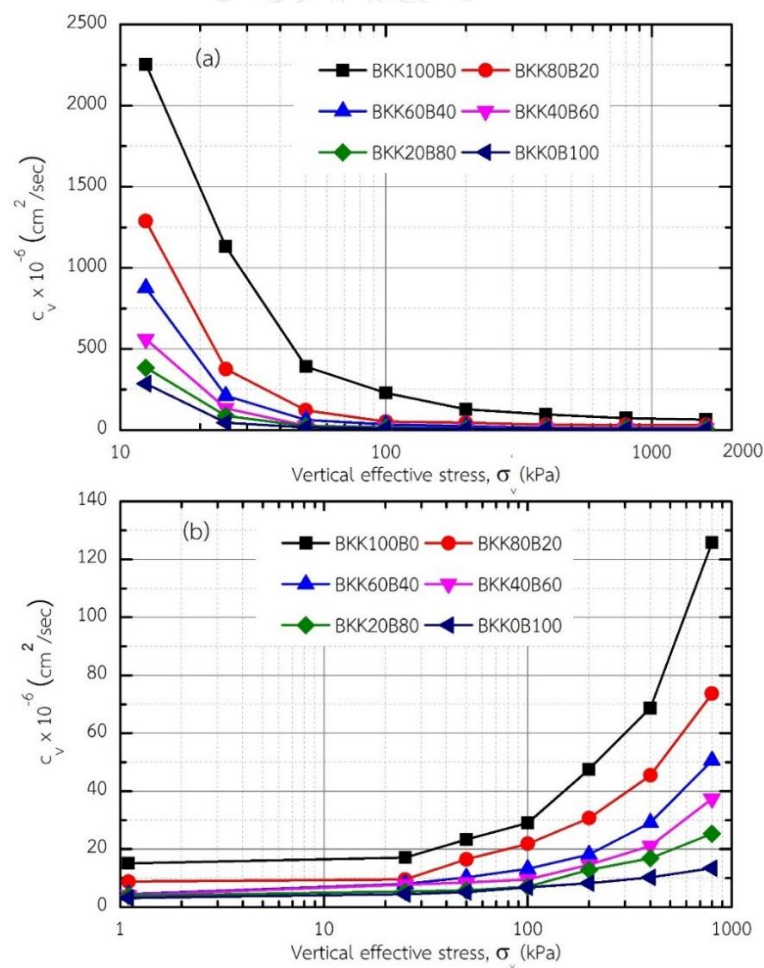 (a)
BKK100B0 BKK80B20
BKK60B40 BKK40B60
BKK20B80 BKK0B100
2500
2000
1500
1000
500
0
c_v x 10^-6 (cm^2/sec)
10 100 1000 2000
Vertical effective stress, σ_v (kPa)
(b)
BKK100B0 BKK80B20
BKK60B40 BKK40B60
BKK20B80 BKK0B100
140
120
100
80
60
40
20
0
c_v x 10^-6 (cm^2/sec)
1 10 100 1000
Vertical effective stress, σ_v (kPa)